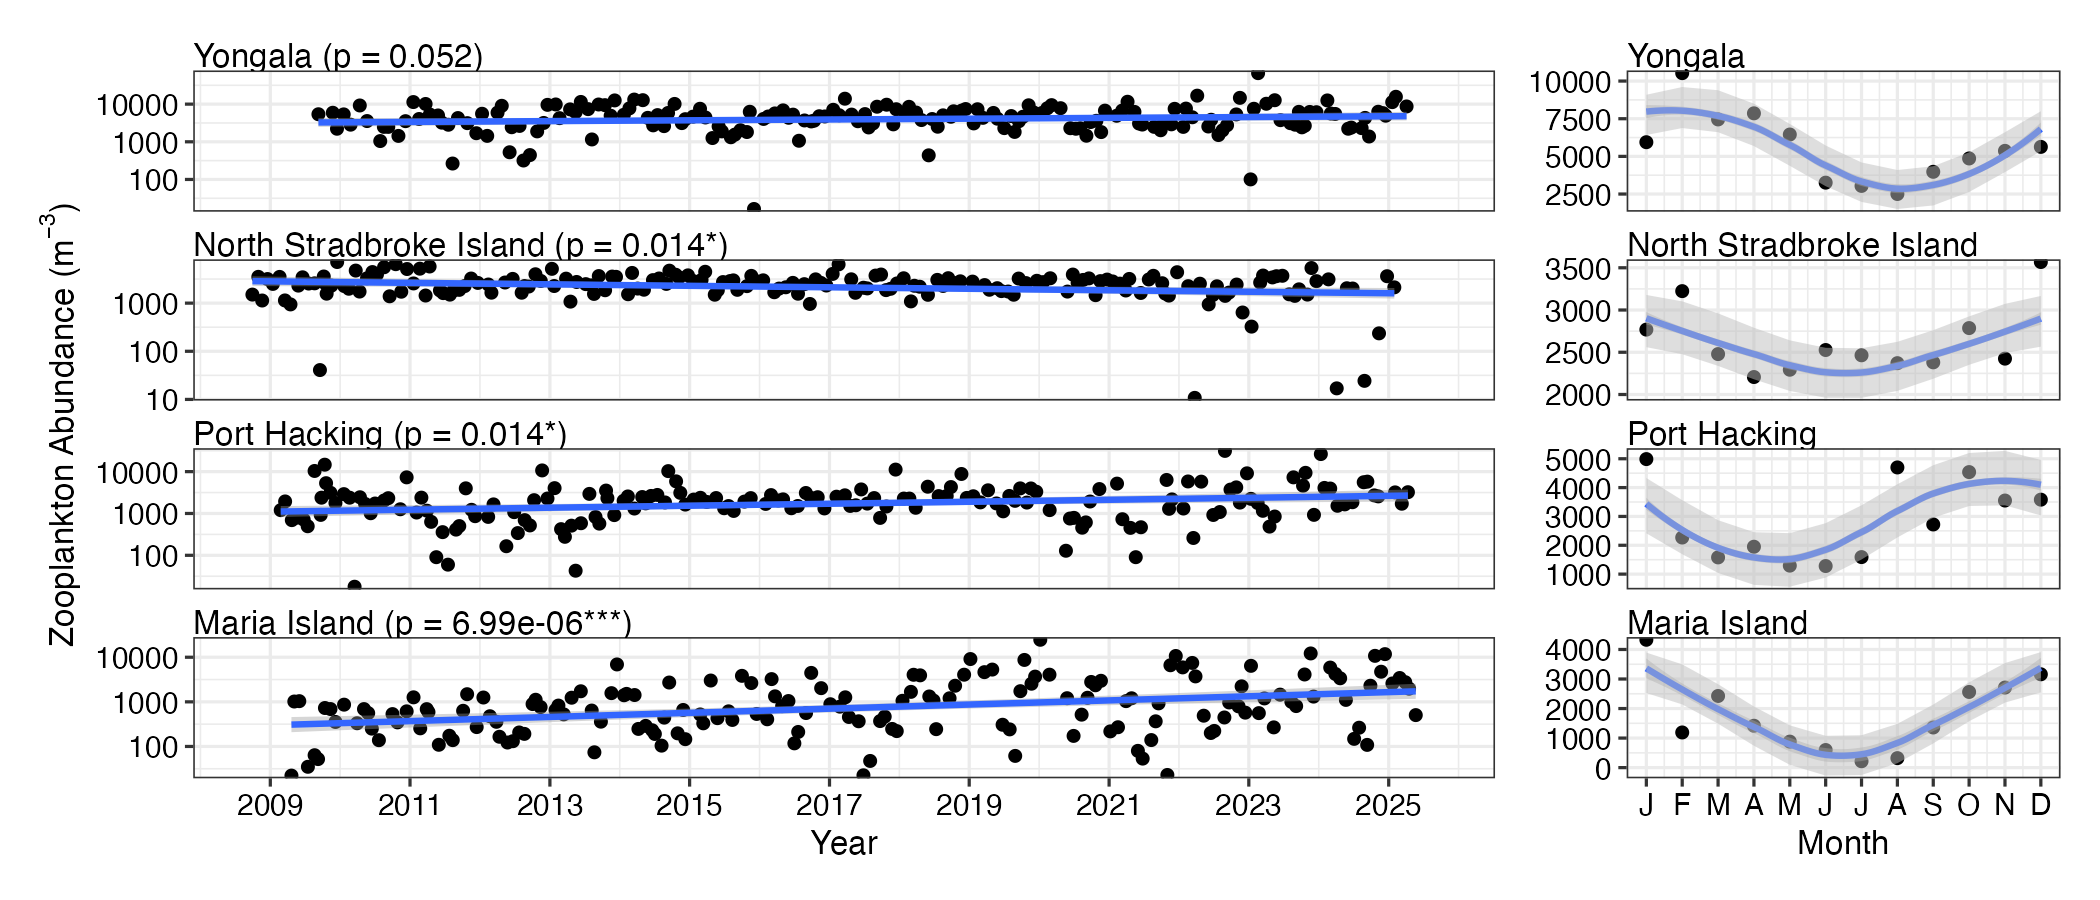 Yongala (p = 0.052)
Yongala
10000
1000
100
10000
7500
5000
2500
North Stradbroke Island (p = 0.014*)
North Stradbroke Island
1000
100
10
3500
3000
2500
2000
Port Hacking (p = 0.014*)
Port Hacking
10000
1000
100
5000
4000
3000
2000
1000
Maria Island (p = 6.99e-06***)
Maria Island
10000
1000
100
4000
3000
2000
1000
0
2009 2011 2013 2015 2017 2019 2021 2023 2025
J F M A M J J A S O N D
Year
Month
Zooplankton Abundance (m⁻³)